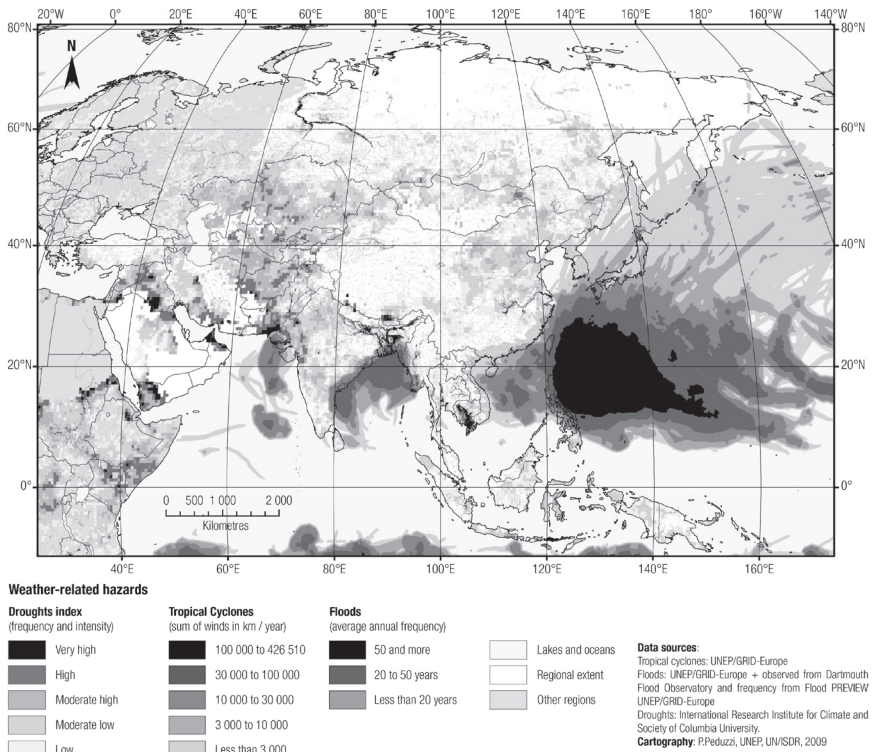 20°W 0° 20°E 40°E 60°E 80°E 100°E 120°E 140°E 160°E 180° 160°W 140°W
80°N 80°N
N
60°N 60°N
40°N 40°N
20°N 20°N
0° 0°
0 500 1 000 2 000
Kilometres
40°E 60°E 80°E 100°E 120°E 140°E 160°E
Weather-related hazards
Droughts index
(frequency and intensity)
Very high
High
Moderate high
Moderate low
Low
Tropical Cyclones
(sum of winds in km / year)
100 000 to 426 510
30 000 to 100 000
10 000 to 30 000
3 000 to 10 000
Less than 3 000
Floods
(average annual frequency)
50 and more
20 to 50 years
Less than 20 years
Lakes and oceans
Regional extent
Other regions
Data sources:
Tropical cyclones: UNEP/GRID-Europe
Floods: UNEP/GRID-Europe + observed from Dartmouth
Flood Observatory and frequency from Flood PREVIEW
UNEP/GRID-Europe
Droughts: International Research Institute for Climate and
Society of Columbia University.
Cartography: P.Peduzzi, UNEP, UN/ISDR, 2009